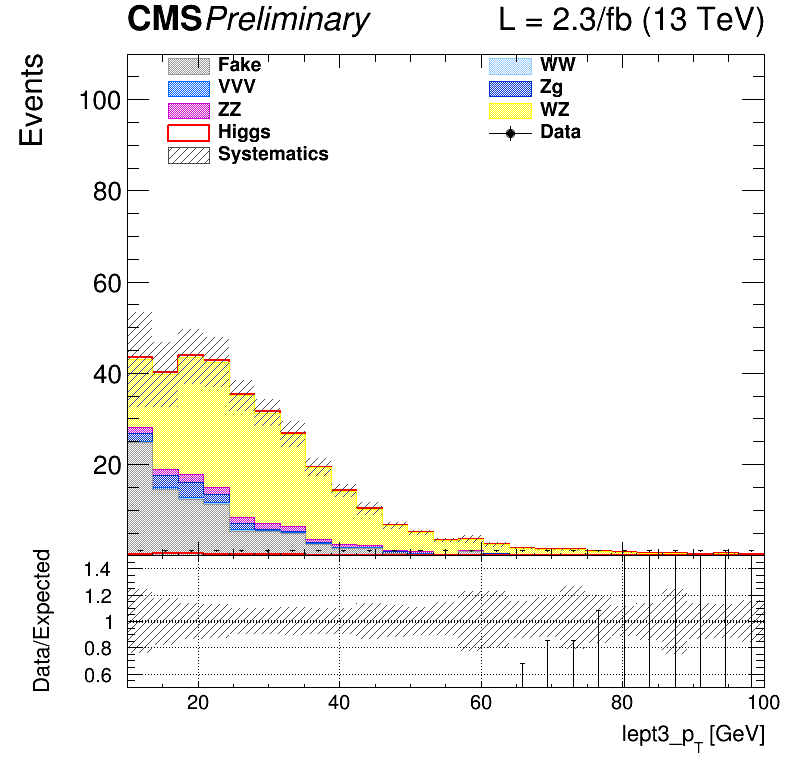 CMS Preliminary L = 2.3/fb (13 TeV)
Events
100
80
60
40
20
Fake
VVV
ZZ
Higgs
Systematics
WW
Zg
WZ
Data
Data/Expected
1.4
1.2
1
0.8
0.6
20 40 60 80 100
lept3_p_T [GeV]